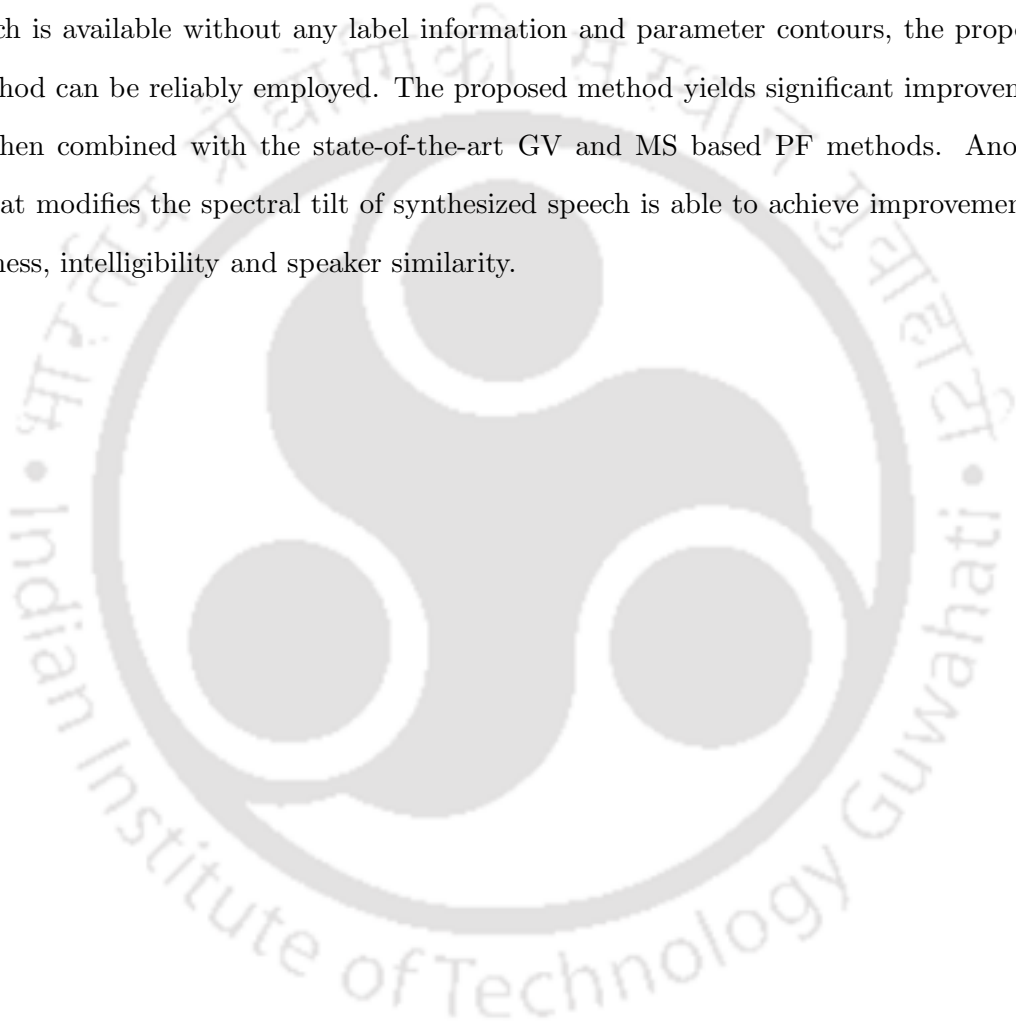 ch is available without any label information and parameter contours, the prop
hod can be reliably employed. The proposed method yields significant improvem
hen combined with the state-of-the-art GV and MS based PF methods. Ano
at modifies the spectral tilt of synthesized speech is able to achieve improvemen
ness, intelligibility and speaker similarity.
भारतीय प्रौद्योगिकी संस्थान गुवाहाटी
Indian Institute of Technology Guwahati